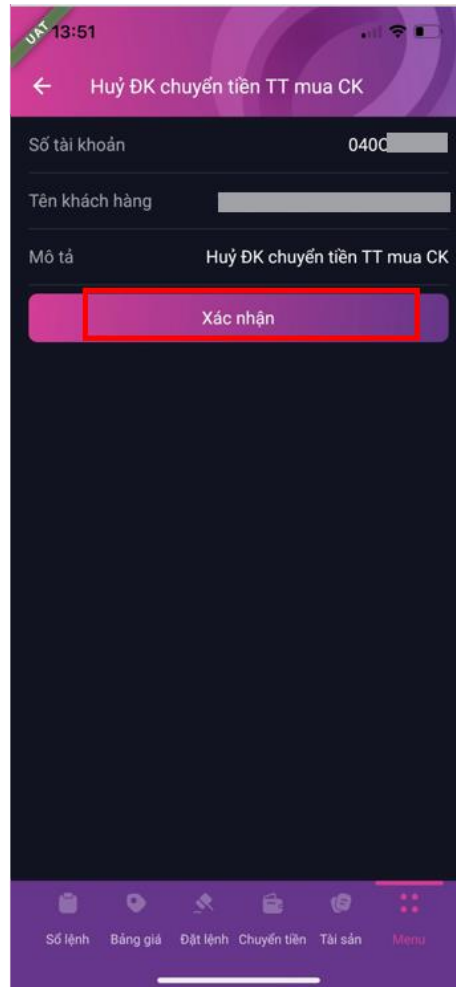 UAT
13:51
Huỷ ĐK chuyển tiền TT mua CK
Số tài khoản 040C
Tên khách hàng
Mô tả Huỷ ĐK chuyển tiền TT mua CK
Xác nhận
Sổ lệnh Bảng giá Đặt lệnh Chuyển tiền Tài sản Menu